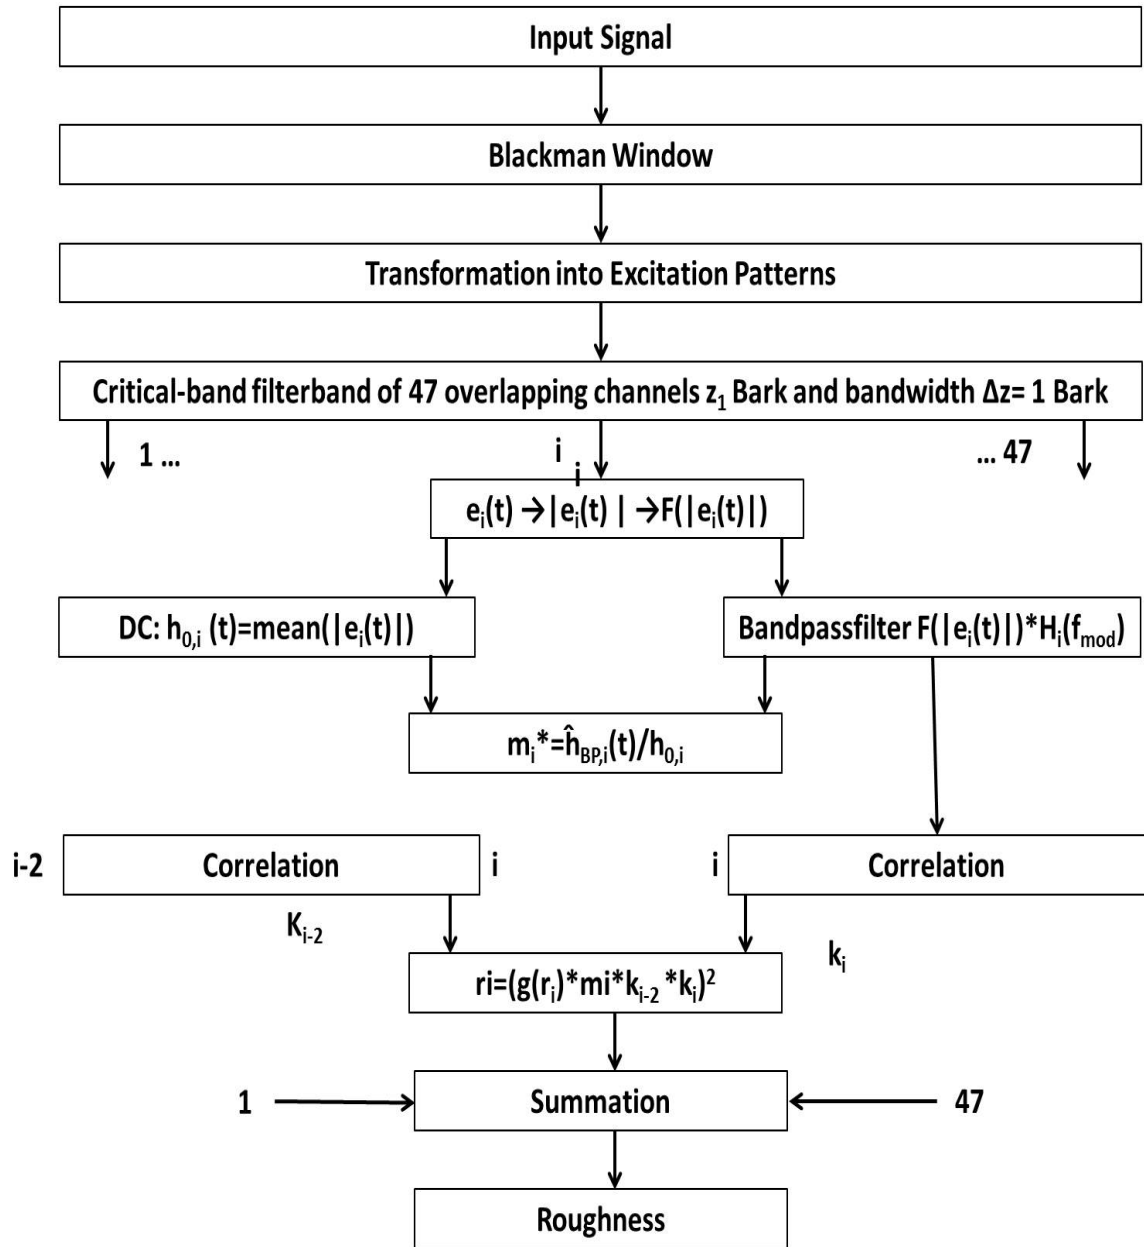 Input Signal
Blackman Window
Transformation into Excitation Patterns
Critical-band filterband of 47 overlapping channels z₁ Bark and bandwidth Δz= 1 Bark
1 ...
i
... 47
i
eᵢ(t) →|eᵢ(t) | →F(|eᵢ(t)|)
DC: h₀,ᵢ (t)=mean(|eᵢ(t)|)
Bandpassfilter F(|eᵢ(t)|)*Hᵢ(f_mod)
mᵢ*=ĥ_BP,i(t)/h₀,ᵢ
i-2
Correlation
i
i
Correlation
Kᵢ₋₂
kᵢ
ri=(g(rᵢ)*mi*kᵢ₋₂ *kᵢ)²
1
Summation
47
Roughness